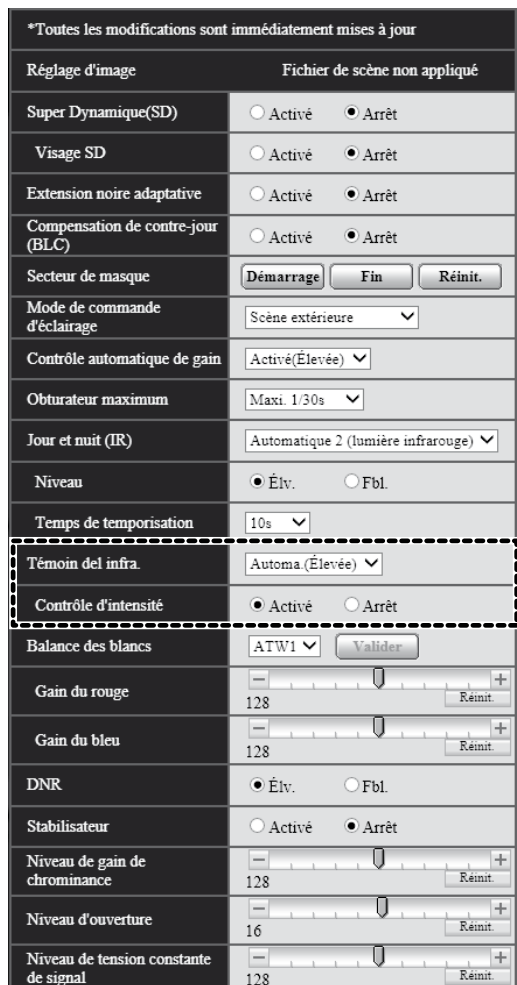 *Toutes les modifications sont immédiatement mises à jour
Réglage d'image Fichier de scène non appliqué
Super Dynamique(SD) Activé Arrêt
Visage SD Activé Arrêt
Extension noire adaptative Activé Arrêt
Compensation de contre-jour
(BLC) Activé Arrêt
Secteur de masque Démarrage Fin Réinit.
Mode de commande
d'éclairage Scène extérieure
Contrôle automatique de gain Activé(Élevée)
Obturateur maximum Maxi. 1/30s
Jour et nuit (IR) Automatique 2 (lumière infrarouge)
Niveau Élv. Fbl.
Temps de temporisation 10s
Témoin del infra. Automa.(Élevée)
Contrôle d'intensité Activé Arrêt
Balance des blancs ATW1 Valider
Gain du rouge 128 Réinit.
Gain du bleu 128 Réinit.
DNR Élv. Fbl.
Stabilisateur Activé Arrêt
Niveau de gain de
chrominance 128 Réinit.
Niveau d'ouverture 16 Réinit.
Niveau de tension constante
de signal 128 Réinit.